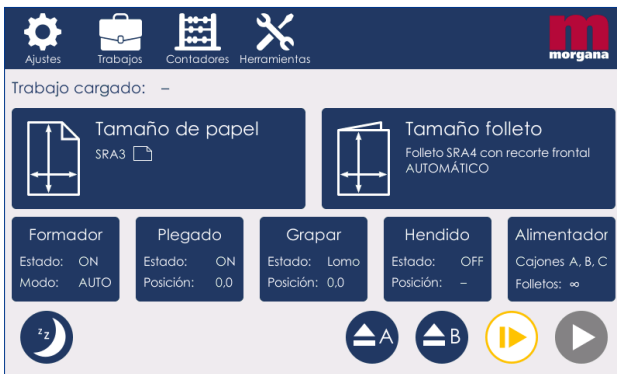 Ajustes
Trabajos
Contadores
Herramientas
morgana
Trabajo cargado: –
Tamaño de papel
SRA3
Tamaño folleto
Folleto SRA4 con recorte frontal
AUTOMÁTICO
Formador
Estado: ON
Modo: AUTO
Plegado
Estado: ON
Posición: 0,0
Grapar
Estado: Lomo
Posición: 0,0
Hendido
Estado: OFF
Posición: –
Alimentador
Cajones A, B, C
Folletos: ∞
zz
A
B